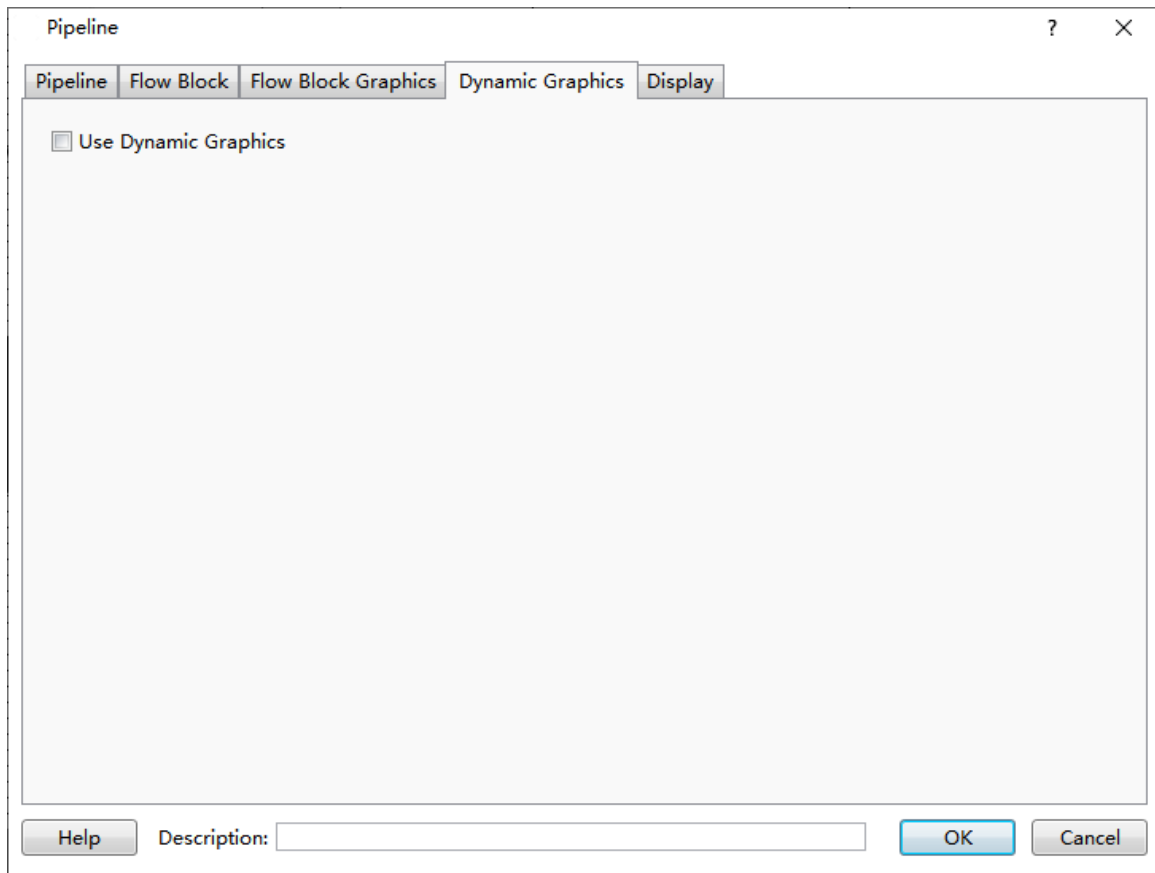 Pipeline ?
Pipeline Flow Block Flow Block Graphics Dynamic Graphics Display
Use Dynamic Graphics
Help Description: OK Cancel